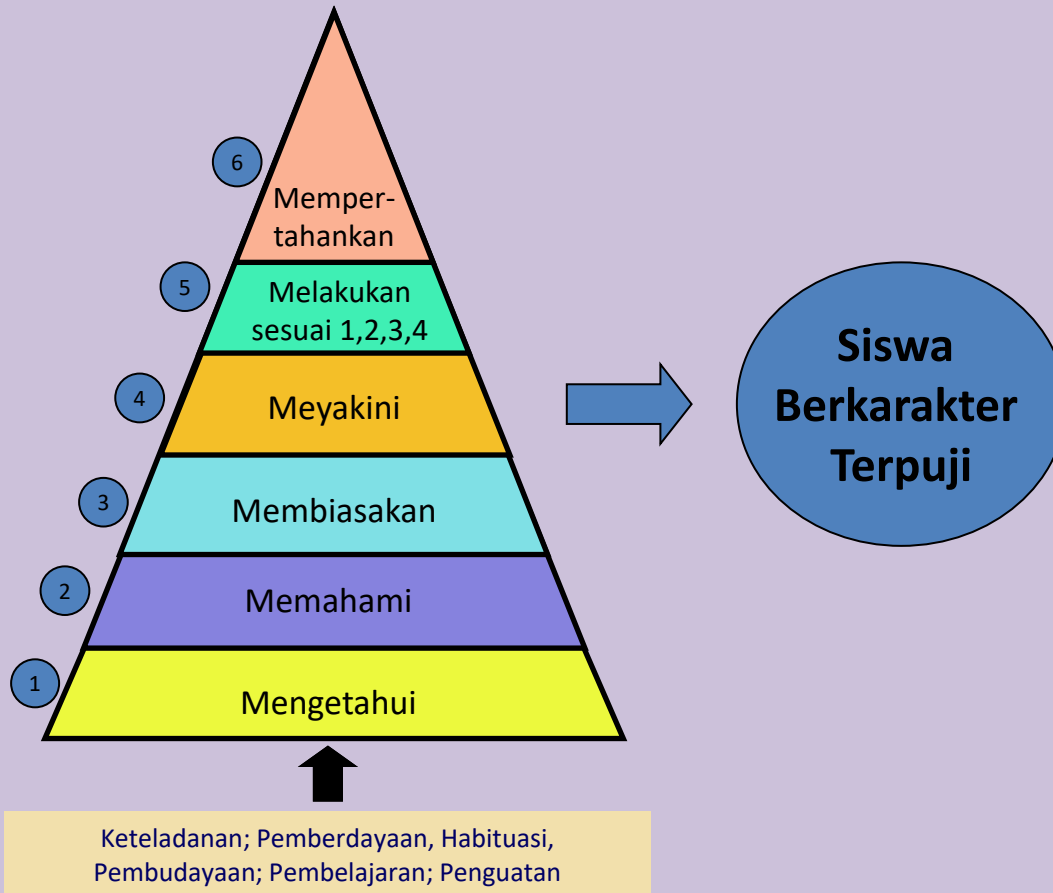 6
Memper-
tahankan
5
Melakukan
sesuai 1,2,3,4
4
Meyakini
3
Membiasakan
2
Memahami
1
Mengetahui
Siswa
Berkarakter
Terpuji
Keteladanan; Pemberdayaan, Habituasi,
Pembudayaan; Pembelajaran; Penguatan